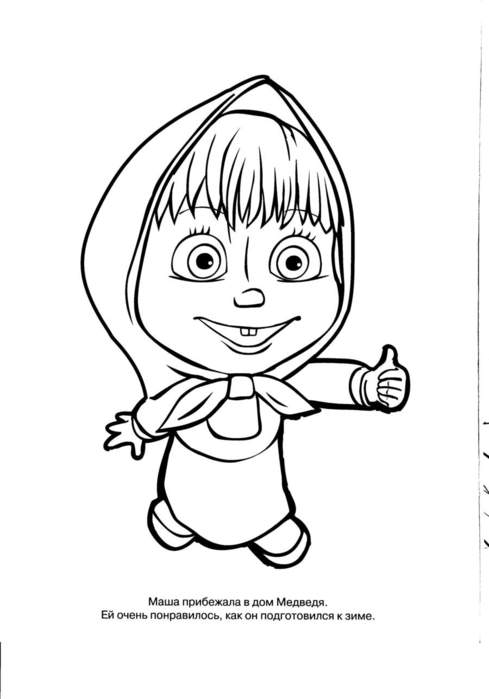 Маша прибежала в дом Медведя.
Ей очень понравилось, как он подготовился к зиме.